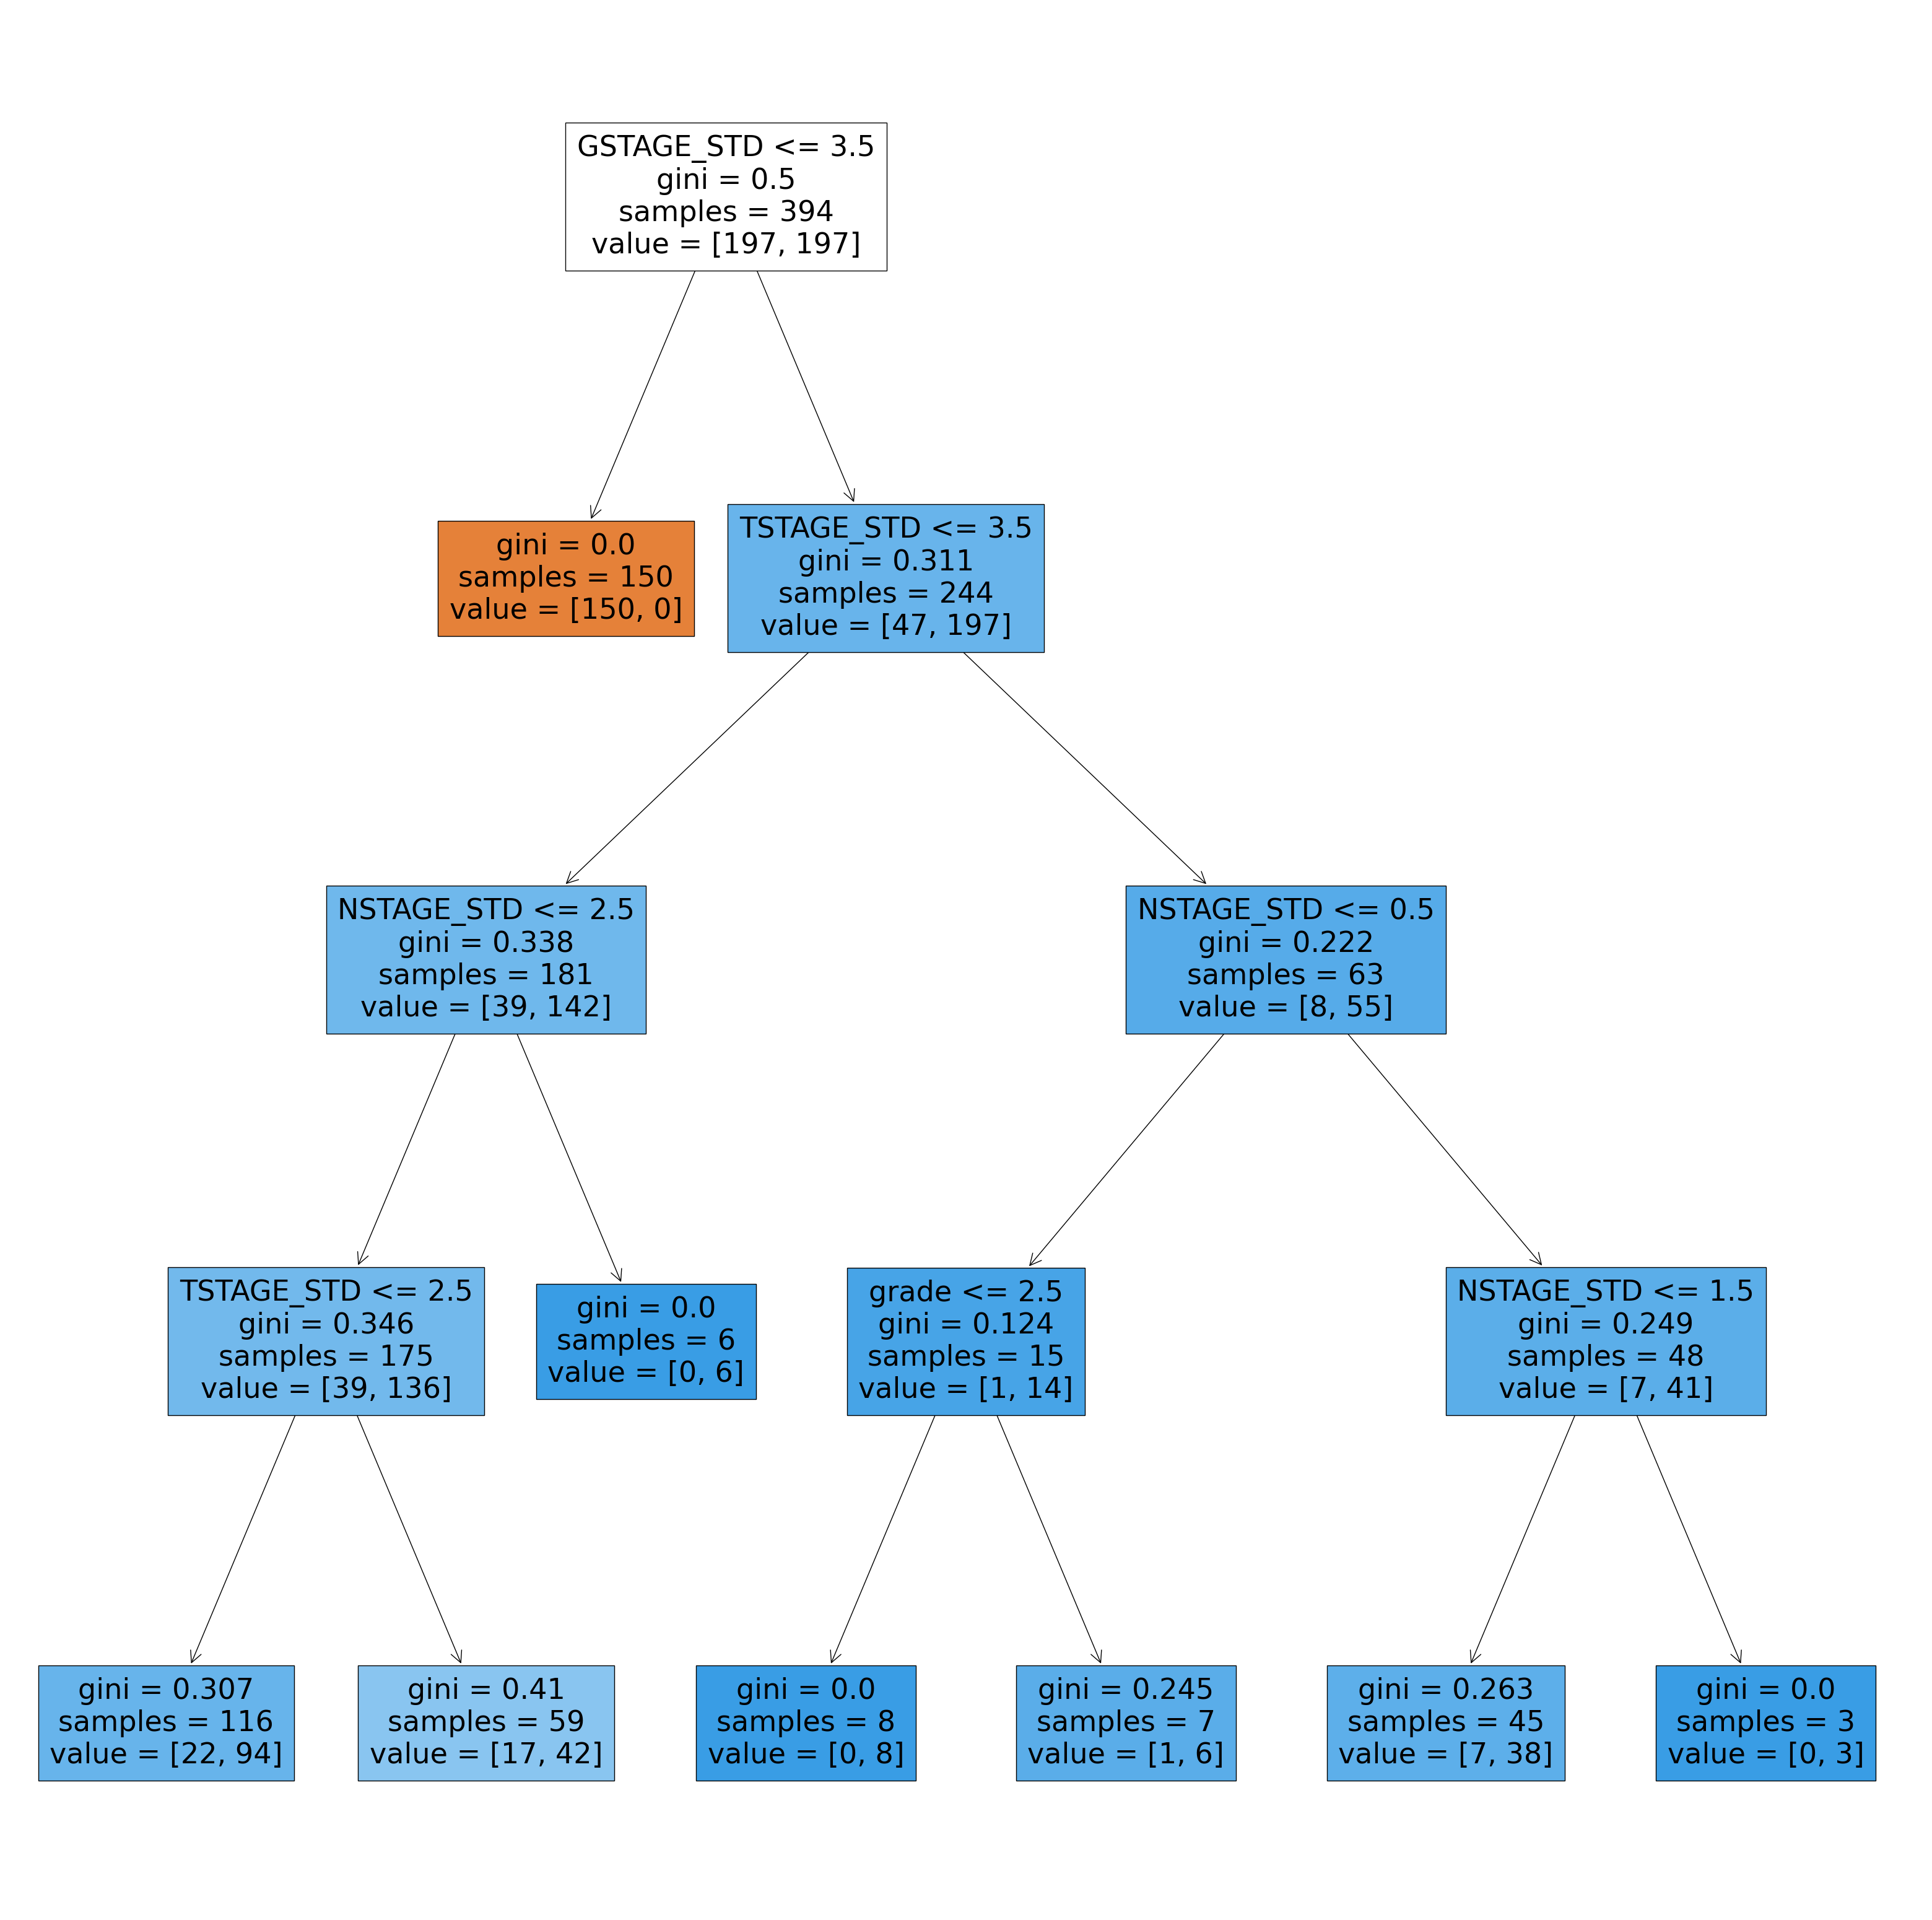 GSTAGE_STD <= 3.5
gini = 0.5
samples = 394
value = [197, 197]
gini = 0.0
samples = 150
value = [150, 0]
TSTAGE_STD <= 3.5
gini = 0.311
samples = 244
value = [47, 197]
NSTAGE_STD <= 2.5
gini = 0.338
samples = 181
value = [39, 142]
NSTAGE_STD <= 0.5
gini = 0.222
samples = 63
value = [8, 55]
TSTAGE_STD <= 2.5
gini = 0.346
samples = 175
value = [39, 136]
gini = 0.0
samples = 6
value = [0, 6]
grade <= 2.5
gini = 0.124
samples = 15
value = [1, 14]
NSTAGE_STD <= 1.5
gini = 0.249
samples = 48
value = [7, 41]
gini = 0.307
samples = 116
value = [22, 94]
gini = 0.41
samples = 59
value = [17, 42]
gini = 0.0
samples = 8
value = [0, 8]
gini = 0.245
samples = 7
value = [1, 6]
gini = 0.263
samples = 45
value = [7, 38]
gini = 0.0
samples = 3
value = [0, 3]